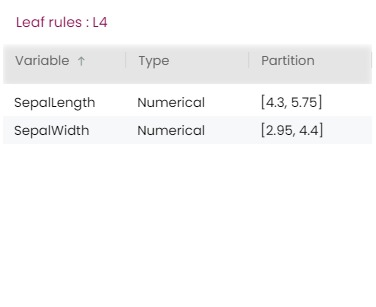 Leaf rules : L4
Variable ↑ Type Partition
SepalLength Numerical [4.3, 5.75]
SepalWidth Numerical [2.95, 4.4]